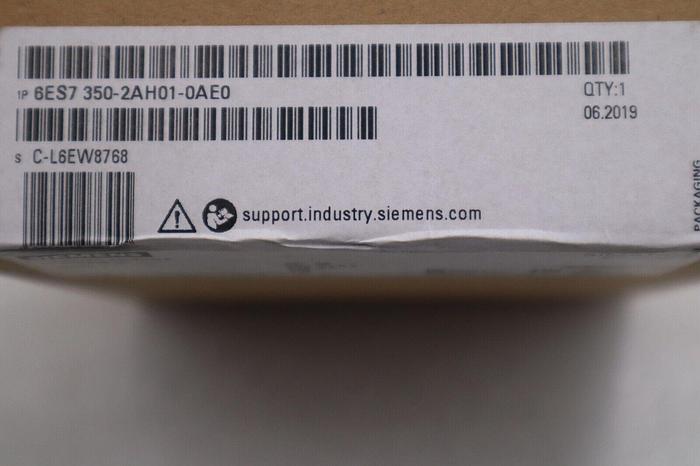 1P 6ES7 350-2AH01-0AE0
QTY:1
06.2019
S C-L6EW8768
support.industry.siemens.com
PACKAGING